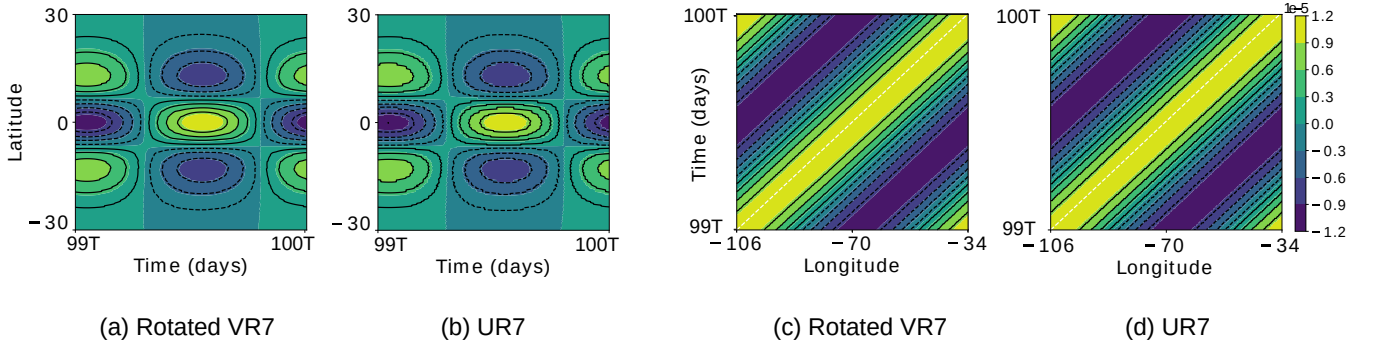 30
0
−30
Latitude
99T
100T
Time (days)
(a) Rotated VR7
30
0
−30
99T
100T
Time (days)
(b) UR7
100T
99T
Time (days)
−106
−70
−34
Longitude
(c) Rotated VR7
100T
99T
−106
−70
−34
Longitude
(d) UR7
1e−5
1.2
0.9
0.6
0.3
0.0
−0.3
−0.6
−0.9
−1.2